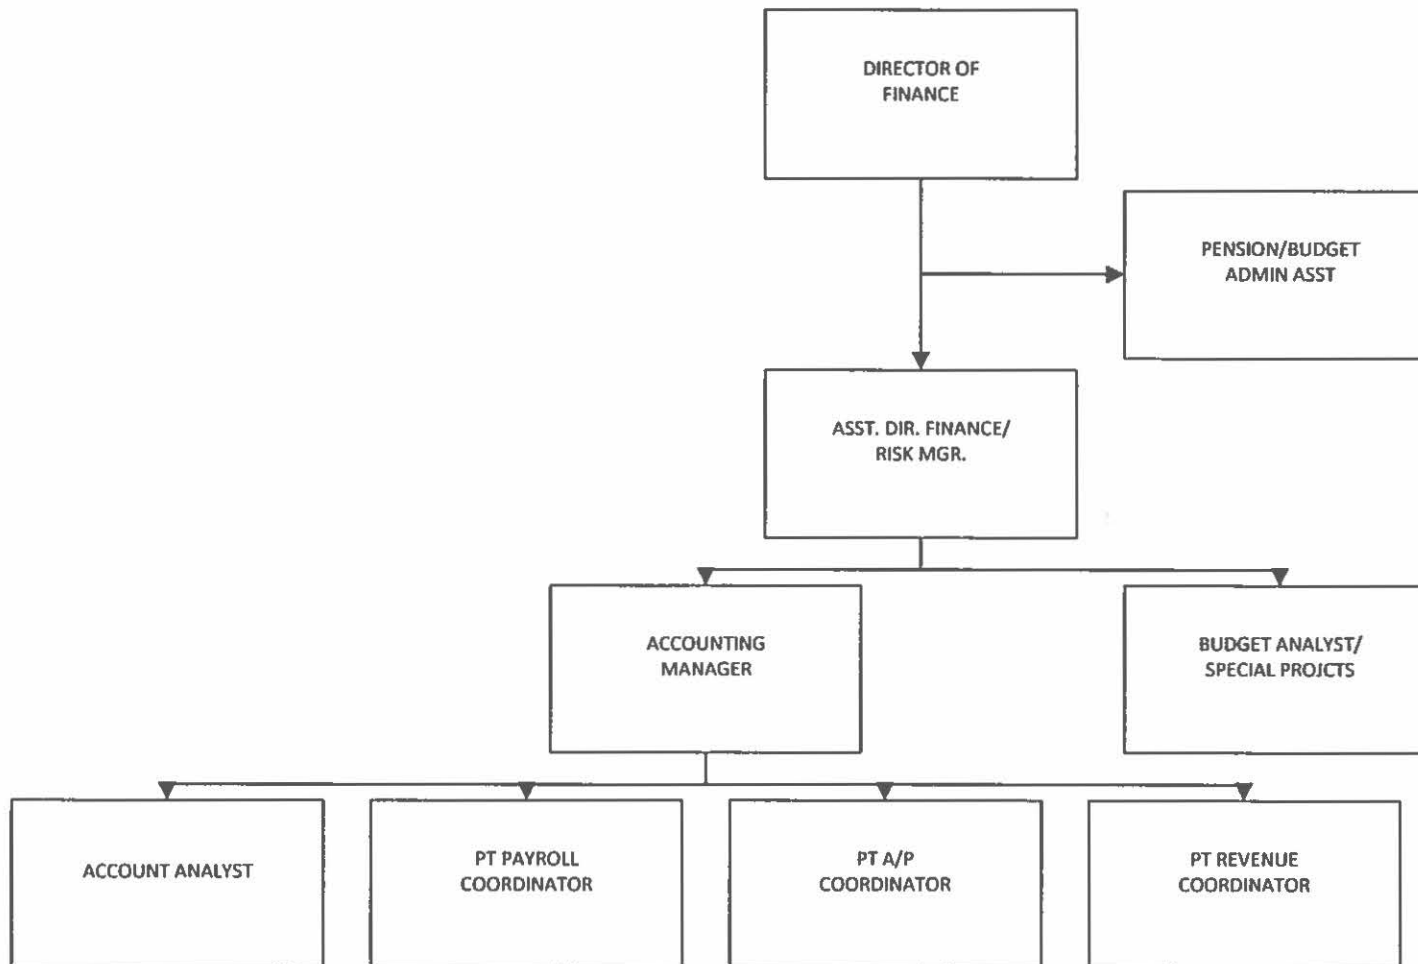 DIRECTOR OF
FINANCE
PENSION/BUDGET
ADMIN ASST
ASST. DIR. FINANCE/
RISK MGR.
ACCOUNTING
MANAGER
BUDGET ANALYST/
SPECIAL PROJCTS
ACCOUNT ANALYST
PT PAYROLL
COORDINATOR
PT A/P
COORDINATOR
PT REVENUE
COORDINATOR